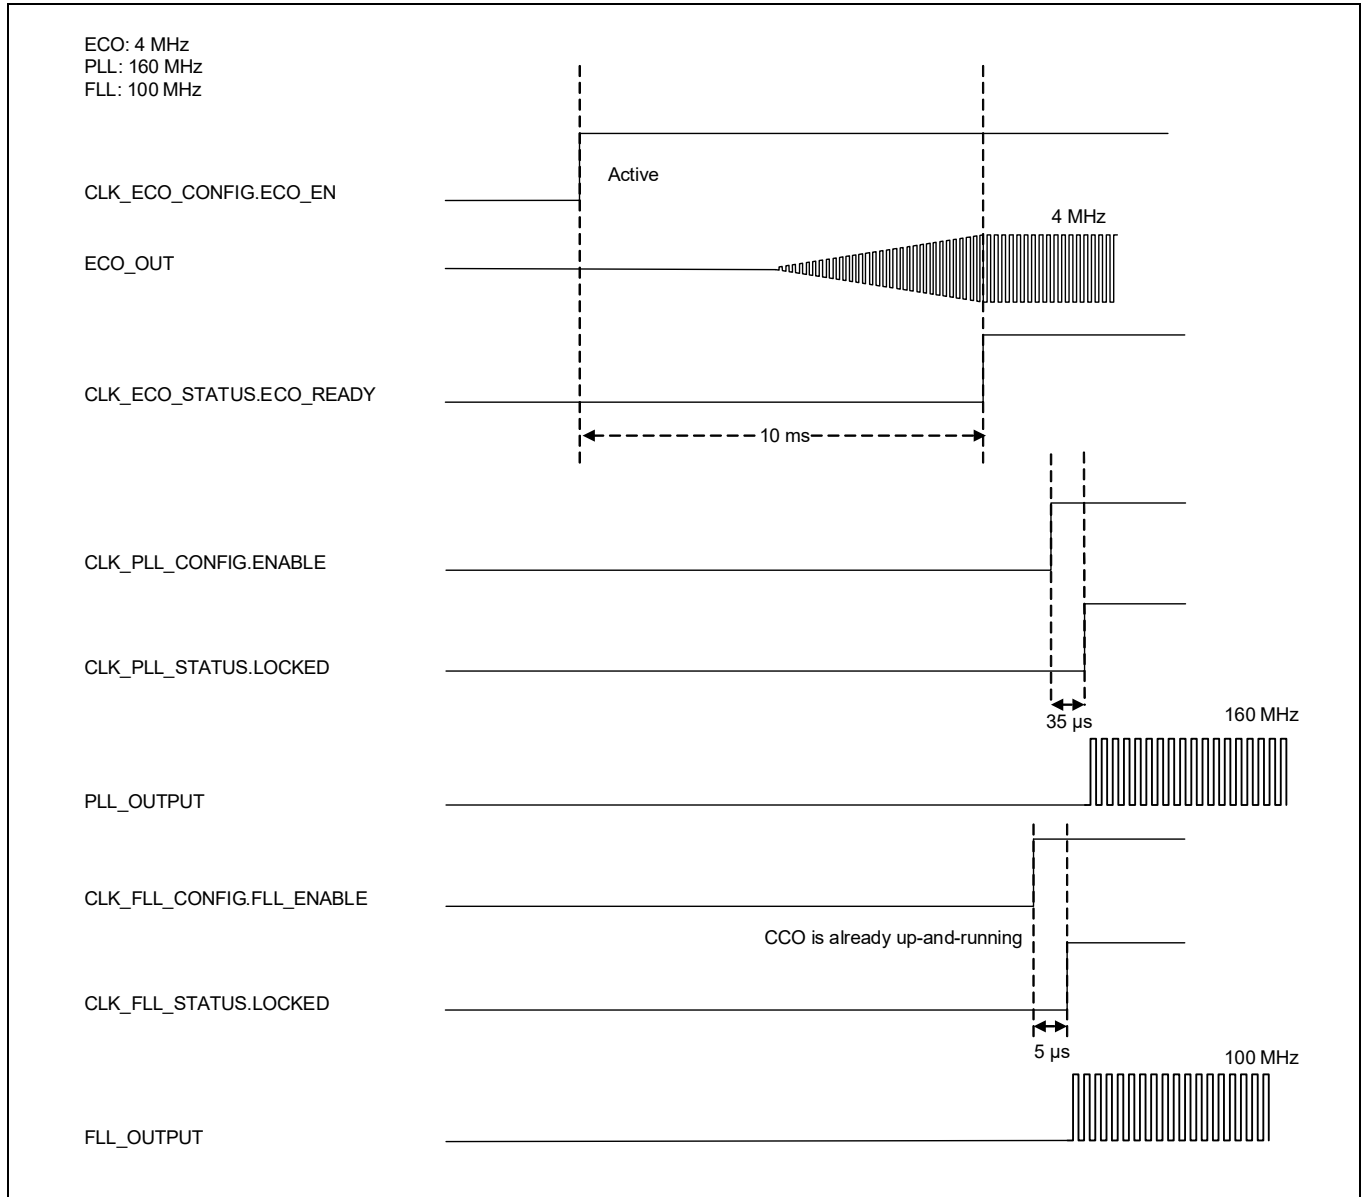 ECO: 4 MHz
PLL: 160 MHz
FLL: 100 MHz
Active
CLK_ECO_CONFIG.ECO_EN
4 MHz
ECO_OUT
CLK_ECO_STATUS.ECO_READY
10 ms
CLK_PLL_CONFIG.ENABLE
CLK_PLL_STATUS.LOCKED
35 µs
160 MHz
PLL_OUTPUT
CLK_FLL_CONFIG.FLL_ENABLE
CCO is already up-and-running
CLK_FLL_STATUS.LOCKED
5 µs
100 MHz
FLL_OUTPUT